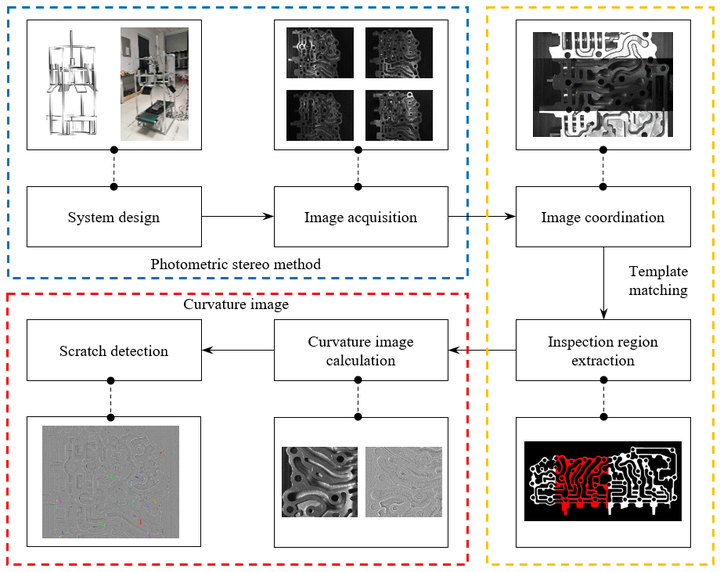 System design
Image acquisition
Image coordination
Photometric stereo method
Template
matching
Curvature image
Scratch detection
Curvature image
calculation
Inspection region
extraction